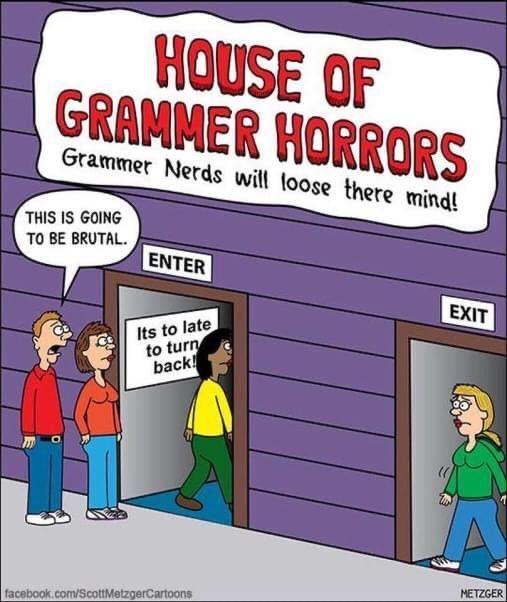 HOUSE OF
GRAMMER HORRORS
Grammer Nerds will loose there mind!
THIS IS GOING
TO BE BRUTAL.
ENTER
Its to late
to turn
back!
EXIT
facebook.com/ScottMetzgerCartoons
METZGER